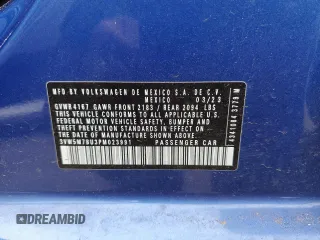 MFD BY VOLKSWAGEN DE MEXICO S.A. DE C.V.
MEXICO 03/23
GVWR 4167 GAWR FRONT 2183 / REAR 2094 LBS
THIS VEHICLE CONFORMS TO ALL APPLICABLE
FEDERAL MOTOR VEHICLE SAFETY, BUMPER, AND
THEFT PREVENTION STANDARDS IN EFFECT ON THE
DATE OF MANUFACTURE SHOWN ABOVE.
3VW5M7BU3PM023991 PASSENGER CAR
DREAMBID